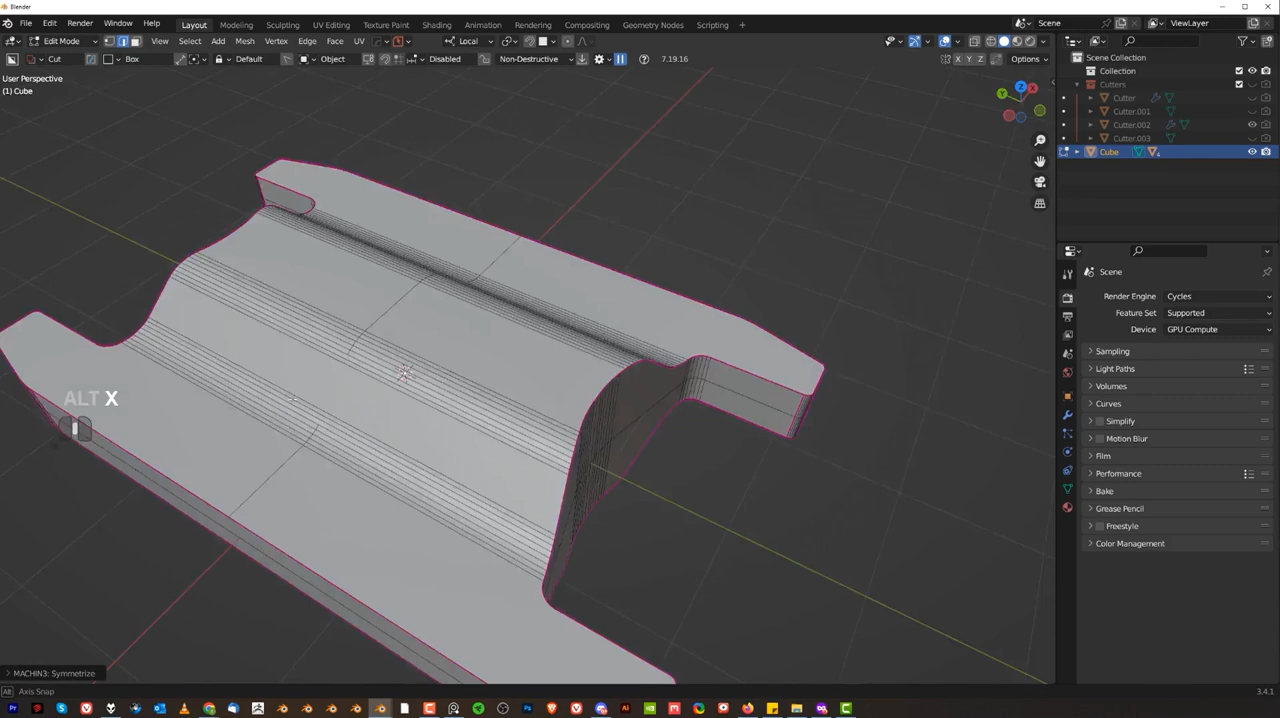 Blender
File Edit Render Window Help
Layout Modeling Sculpting UV Editing Texture Paint Shading Animation Rendering Compositing Geometry Nodes Scripting +
Scene
ViewLayer
Edit Mode View Select Add Mesh Vertex Edge Face UV Local
Cut Box Default Object Disabled Non-Destructive 7.19.16 X Y Z Options
User Perspective
(1) Cube
Scene Collection
Collection
Cutters
Cutter
Cutter.001
Cutter.002
Cutter.003
Cube
Scene
Render Engine Cycles
Feature Set Supported
Device GPU Compute
Sampling
Light Paths
Volumes
Curves
Simplify
Motion Blur
Film
Performance
Bake
Grease Pencil
Freestyle
Color Management
ALT X
MACHIN3: Symmetrize
Alt Axis Snap
3.4.1